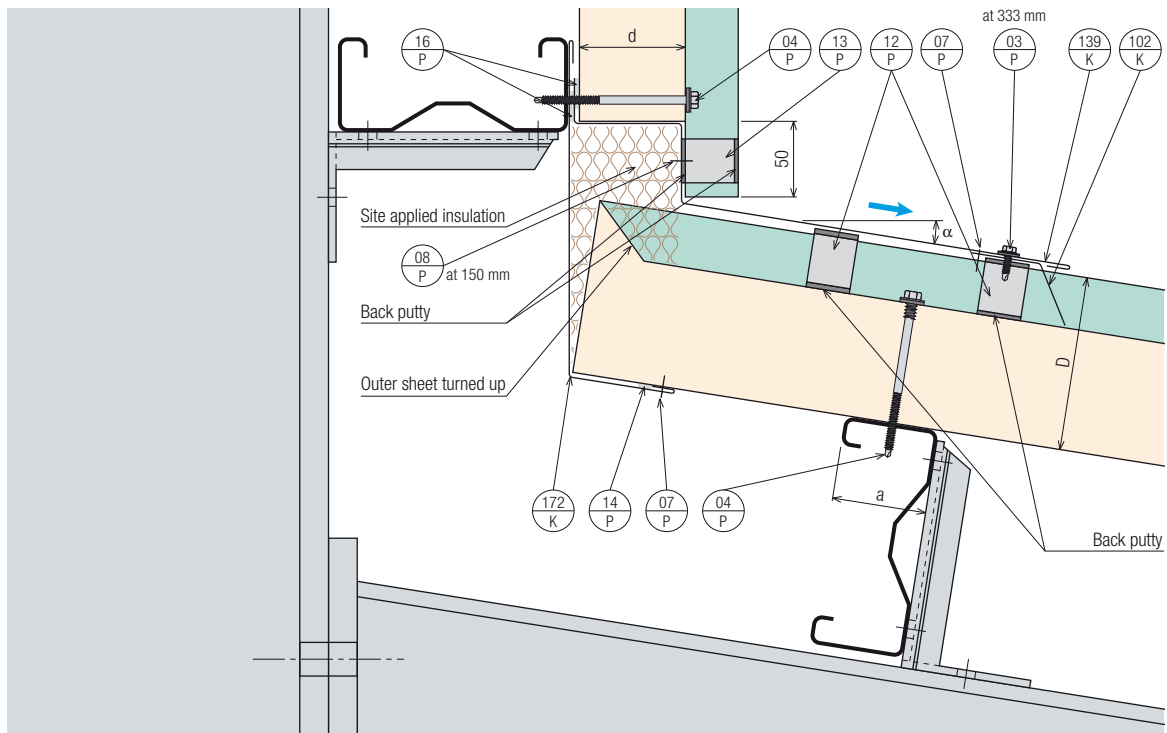 at 333 mm
16
P
d
04
P
13
P
12
P
07
P
03
P
139
K
102
K
50
Site applied insulation
α
08
P
at 150 mm
Back putty
D
Outer sheet turned up
a
172
K
14
P
07
P
04
P
Back putty